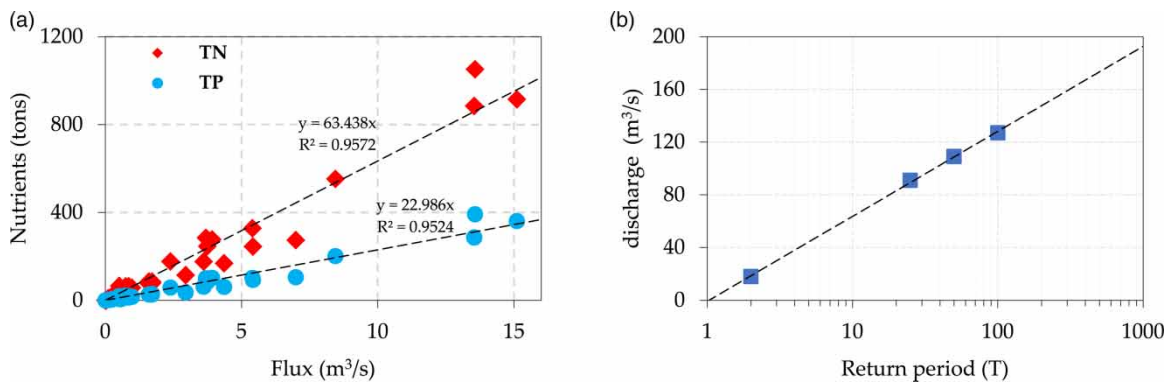 (a)
1200
800
400
0
Nutrients (tons)
TN
TP
y = 63.438x
R² = 0.9572
y = 22.986x
R² = 0.9524
0
5
10
15
Flux (m³/s)
(b)
200
160
120
80
40
0
discharge (m³/s)
1
10
100
1000
Return period (T)